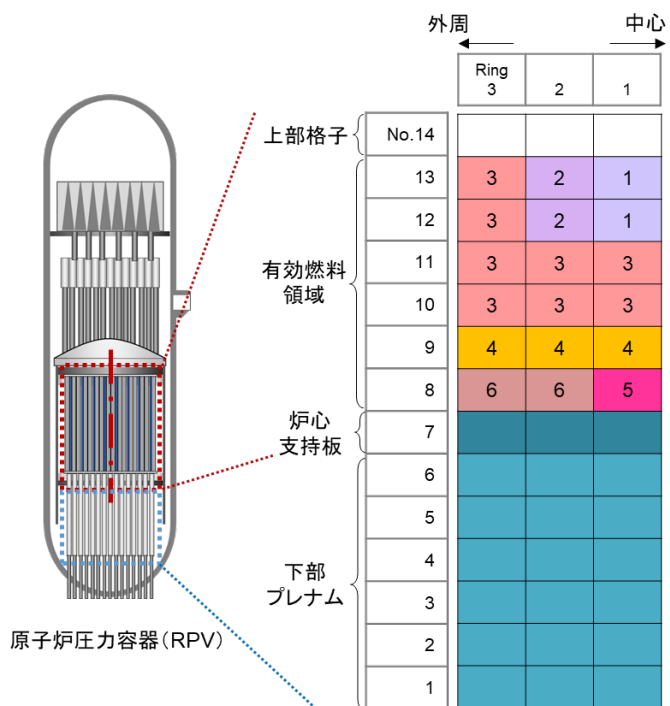 外周 中心
Ring
3 2 1
上部格子 No.14
13 3 2 1
12 3 2 1
有効燃料
領域
11 3 3 3
10 3 3 3
9 4 4 4
8 6 6 5
炉心
支持板
7
6
5
4
下部
プレナム
3
2
1
原子炉圧力容器(RPV)